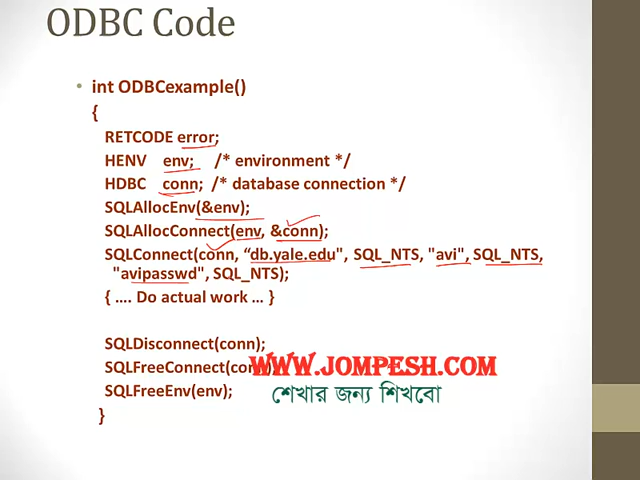 ODBC Code
• int ODBCexample()
{
RETCODE error;
HENV env; /* environment */
HDBC conn; /* database connection */
SQLAllocEnv(&env);
SQLAllocConnect(env, &conn);
SQLConnect(conn, “db.yale.edu", SQL_NTS, "avi", SQL_NTS,
"avipasswd", SQL_NTS);
{ …. Do actual work … }
SQLDisconnect(conn);
SQLFreeConnect(conn);
WWW.JOMPESH.COM
SQLFreeEnv(env);
শেখার জন্য শিখবো
}